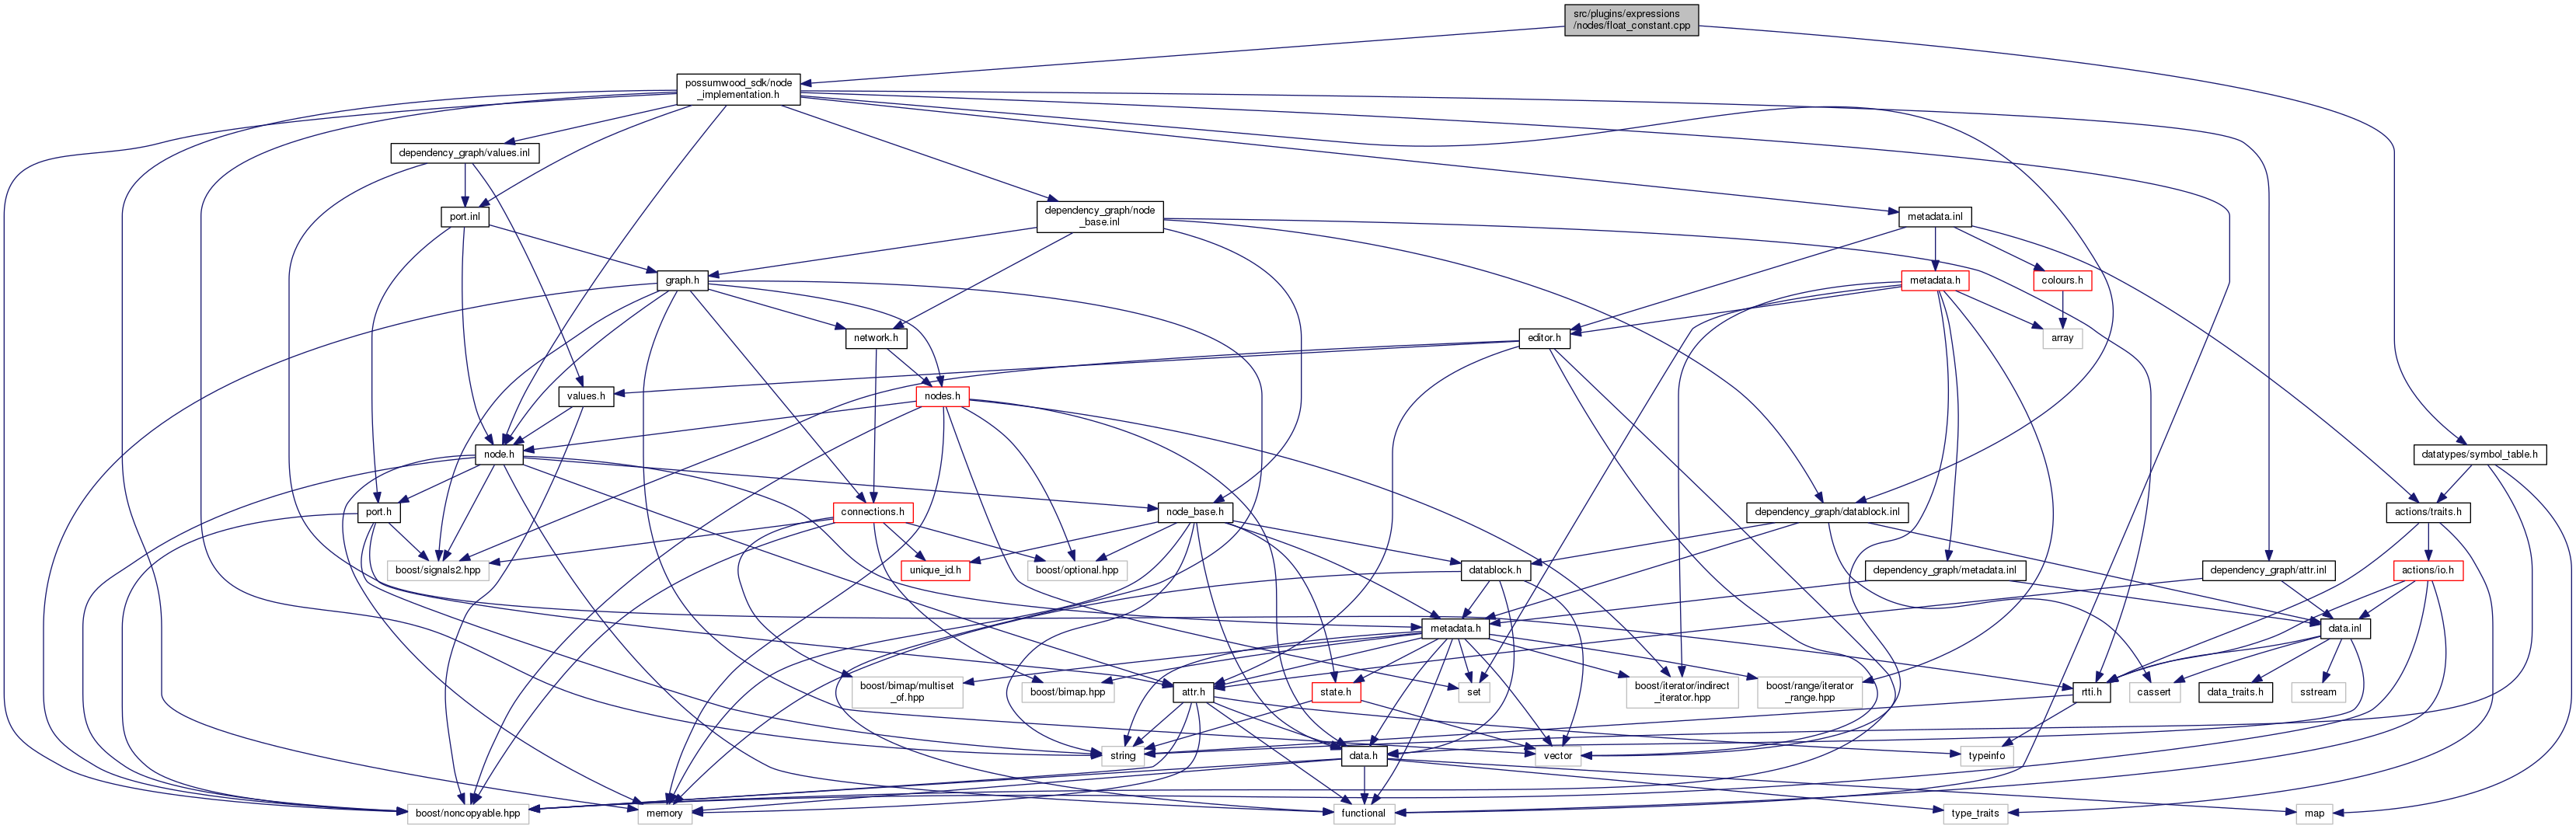 src/plugins/expressions
/nodes/float_constant.cpp
possumwood_sdk/node
_implementation.h
dependency_graph/values.inl
port.inl
dependency_graph/node
_base.inl
metadata.inl
graph.h
metadata.h
colours.h
network.h
editor.h
array
values.h
nodes.h
node.h
datatypes/symbol_table.h
port.h
connections.h
node_base.h
dependency_graph/datablock.inl
actions/traits.h
boost/signals2.hpp
unique_id.h
boost/optional.hpp
datablock.h
dependency_graph/metadata.inl
dependency_graph/attr.inl
actions/io.h
metadata.h
data.inl
boost/bimap/multiset
_of.hpp
boost/bimap.hpp
attr.h
state.h
set
boost/iterator/indirect
_iterator.hpp
boost/range/iterator
_range.hpp
rtti.h
cassert
data_traits.h
sstream
string
data.h
vector
typeinfo
boost/noncopyable.hpp
memory
functional
type_traits
map